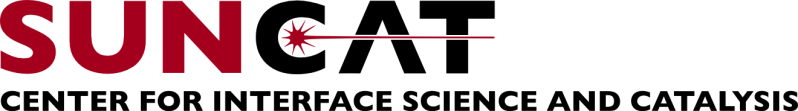 SUNCAT
CENTER FOR INTERFACE SCIENCE AND CATALYSIS